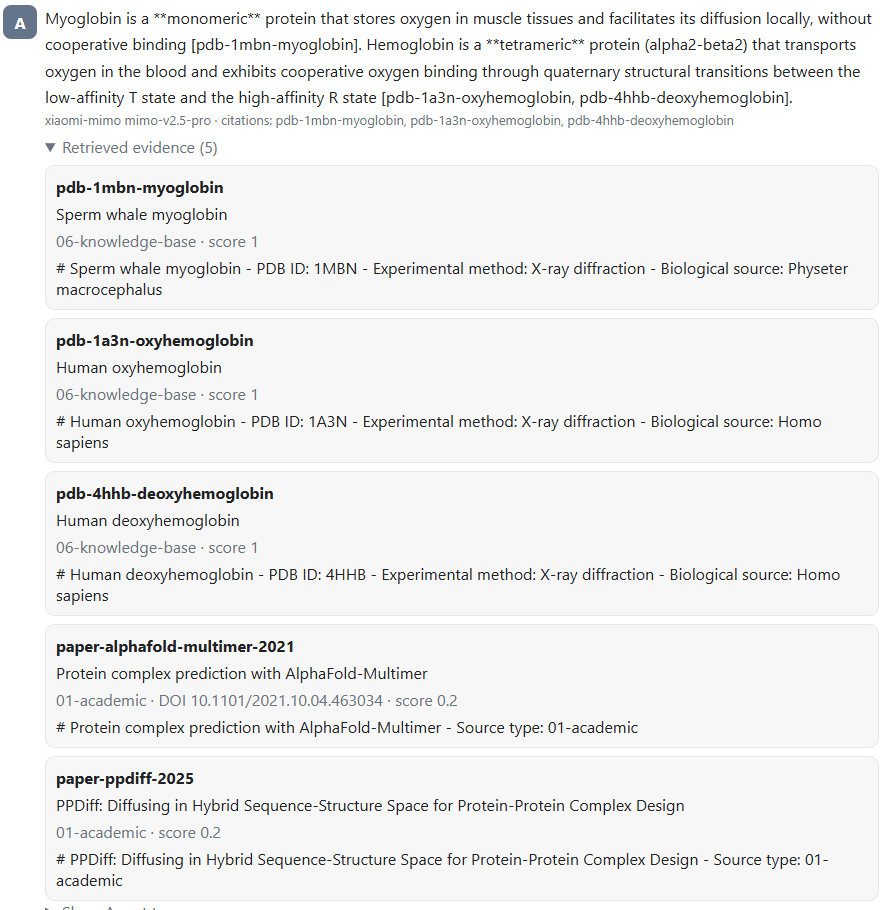 A
Myoglobin is a **monomeric** protein that stores oxygen in muscle tissues and facilitates its diffusion locally, without
cooperative binding [pdb-1mbn-myoglobin]. Hemoglobin is a **tetrameric** protein (alpha2-beta2) that transports
oxygen in the blood and exhibits cooperative oxygen binding through quaternary structural transitions between the
low-affinity T state and the high-affinity R state [pdb-1a3n-oxyhemoglobin, pdb-4hhb-deoxyhemoglobin].
xiaomi-mimo mimo-v2.5-pro · citations: pdb-1mbn-myoglobin, pdb-1a3n-oxyhemoglobin, pdb-4hhb-deoxyhemoglobin
▼ Retrieved evidence (5)
pdb-1mbn-myoglobin
Sperm whale myoglobin
06-knowledge-base · score 1
# Sperm whale myoglobin - PDB ID: 1MBN - Experimental method: X-ray diffraction - Biological source: Physeter
macrocephalus
pdb-1a3n-oxyhemoglobin
Human oxyhemoglobin
06-knowledge-base · score 1
# Human oxyhemoglobin - PDB ID: 1A3N - Experimental method: X-ray diffraction - Biological source: Homo
sapiens
pdb-4hhb-deoxyhemoglobin
Human deoxyhemoglobin
06-knowledge-base · score 1
# Human deoxyhemoglobin - PDB ID: 4HHB - Experimental method: X-ray diffraction - Biological source: Homo
sapiens
paper-alphafold-multimer-2021
Protein complex prediction with AlphaFold-Multimer
01-academic · DOI 10.1101/2021.10.04.463034 · score 0.2
# Protein complex prediction with AlphaFold-Multimer - Source type: 01-academic
paper-ppdiff-2025
PPDiff: Diffusing in Hybrid Sequence-Structure Space for Protein-Protein Complex Design
01-academic · score 0.2
# PPDiff: Diffusing in Hybrid Sequence-Structure Space for Protein-Protein Complex Design - Source type: 01-
academic